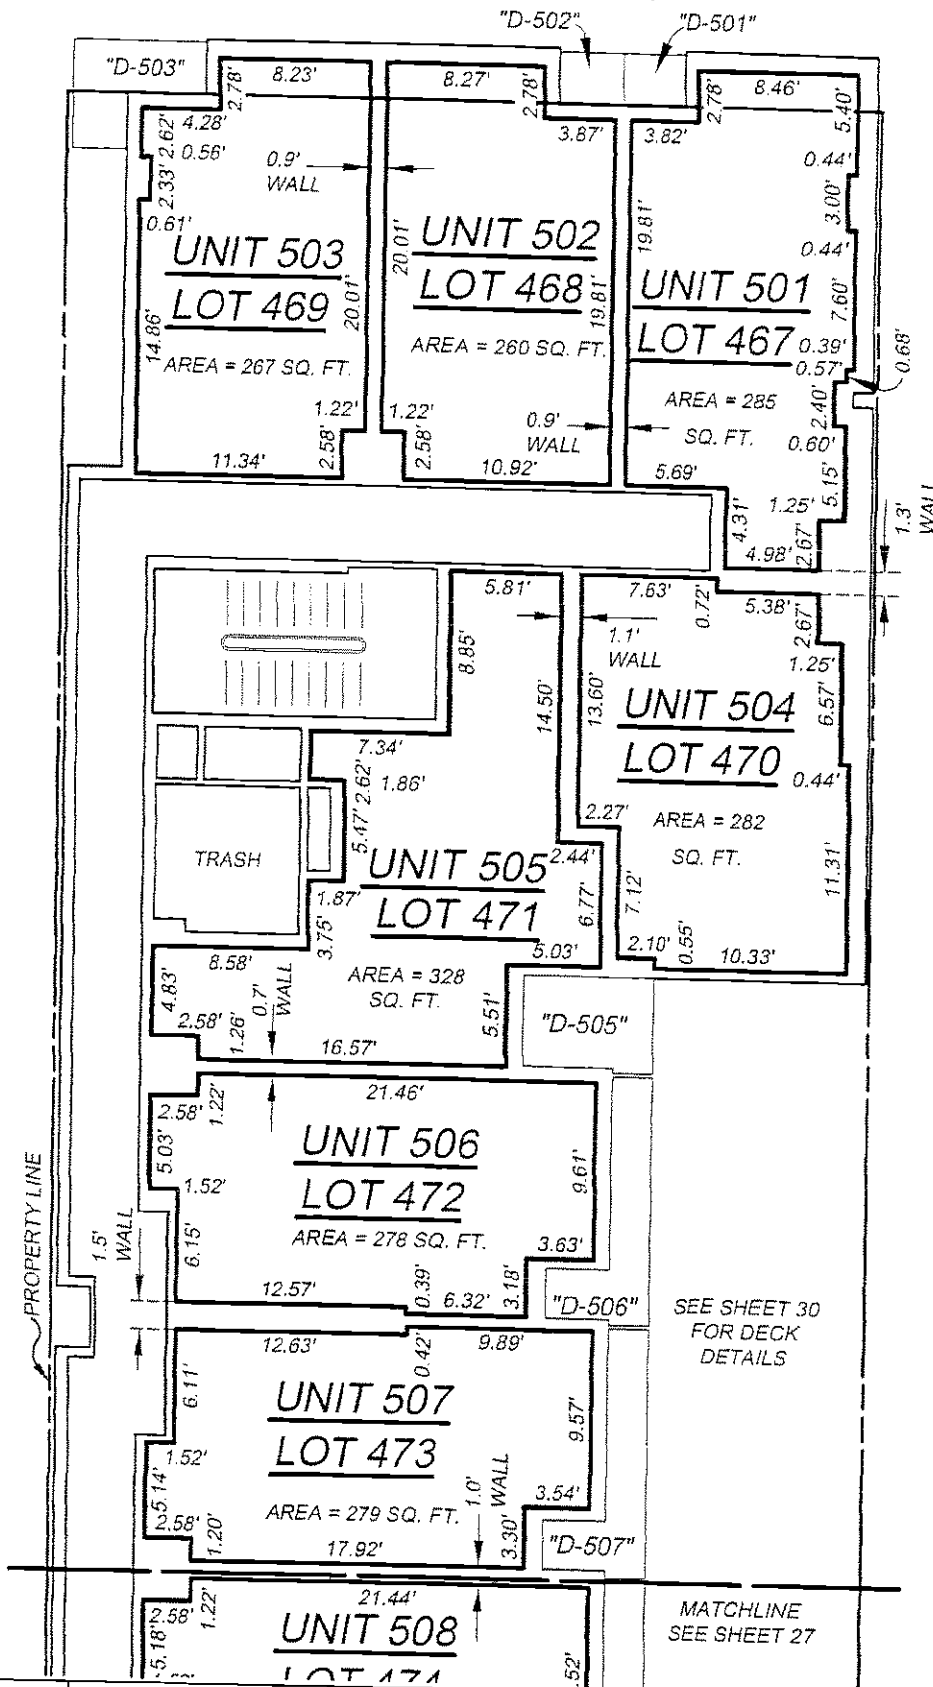 "D-502"
"D-501"
"D-503"
8.23'
2.78'
8.27'
2.78'
8.46'
2.78'
5.40'
4.28'
2.62'
0.56'
2.33'
0.61'
0.9'
WALL
3.87'
3.82'
0.44'
3.00'
0.44'
UNIT 503
LOT 469
AREA = 267 SQ. FT.
14.86'
20.01'
1.22'
2.58'
11.34'
20.01'
UNIT 502
LOT 468
AREA = 260 SQ. FT.
19.81'
1.22'
2.58'
10.92'
0.9'
WALL
19.81'
UNIT 501
LOT 467
AREA = 285
SQ. FT.
7.60'
0.39'
0.57'
0.68'
2.40'
0.60'
5.15'
1.25'
2.67'
5.69'
4.31'
4.98'
1.3'
WALL
5.81'
8.85'
14.50'
7.63'
0.72'
5.38'
2.67'
1.25'
1.1'
WALL
13.60'
UNIT 504
LOT 470
AREA = 282
SQ. FT.
6.57'
0.44'
11.31'
2.27'
7.12'
2.10'
0.55'
10.33'
7.34'
2.62'
1.86'
5.47'
TRASH
UNIT 505
LOT 471
AREA = 328
SQ. FT.
2.44'
6.77'
5.03'
5.51'
1.87'
3.75'
8.58'
4.83'
2.58'
1.26'
0.7'
WALL
16.57'
"D-505"
21.46'
2.58'
1.22'
5.03'
1.52'
6.15'
UNIT 506
LOT 472
AREA = 278 SQ. FT.
9.61'
3.63'
3.18'
12.57'
0.39'
6.32'
"D-506"
PROPERTY LINE
1.5'
WALL
SEE SHEET 30
FOR DECK
DETAILS
12.63'
0.42'
9.89'
6.11'
UNIT 507
LOT 473
AREA = 279 SQ. FT.
9.57'
1.52'
5.14'
2.58'
1.20'
17.92'
1.0'
WALL
3.54'
3.30'
"D-507"
MATCHLINE
SEE SHEET 27
21.44'
2.58'
1.22'
5.18'
UNIT 508
LOT 474